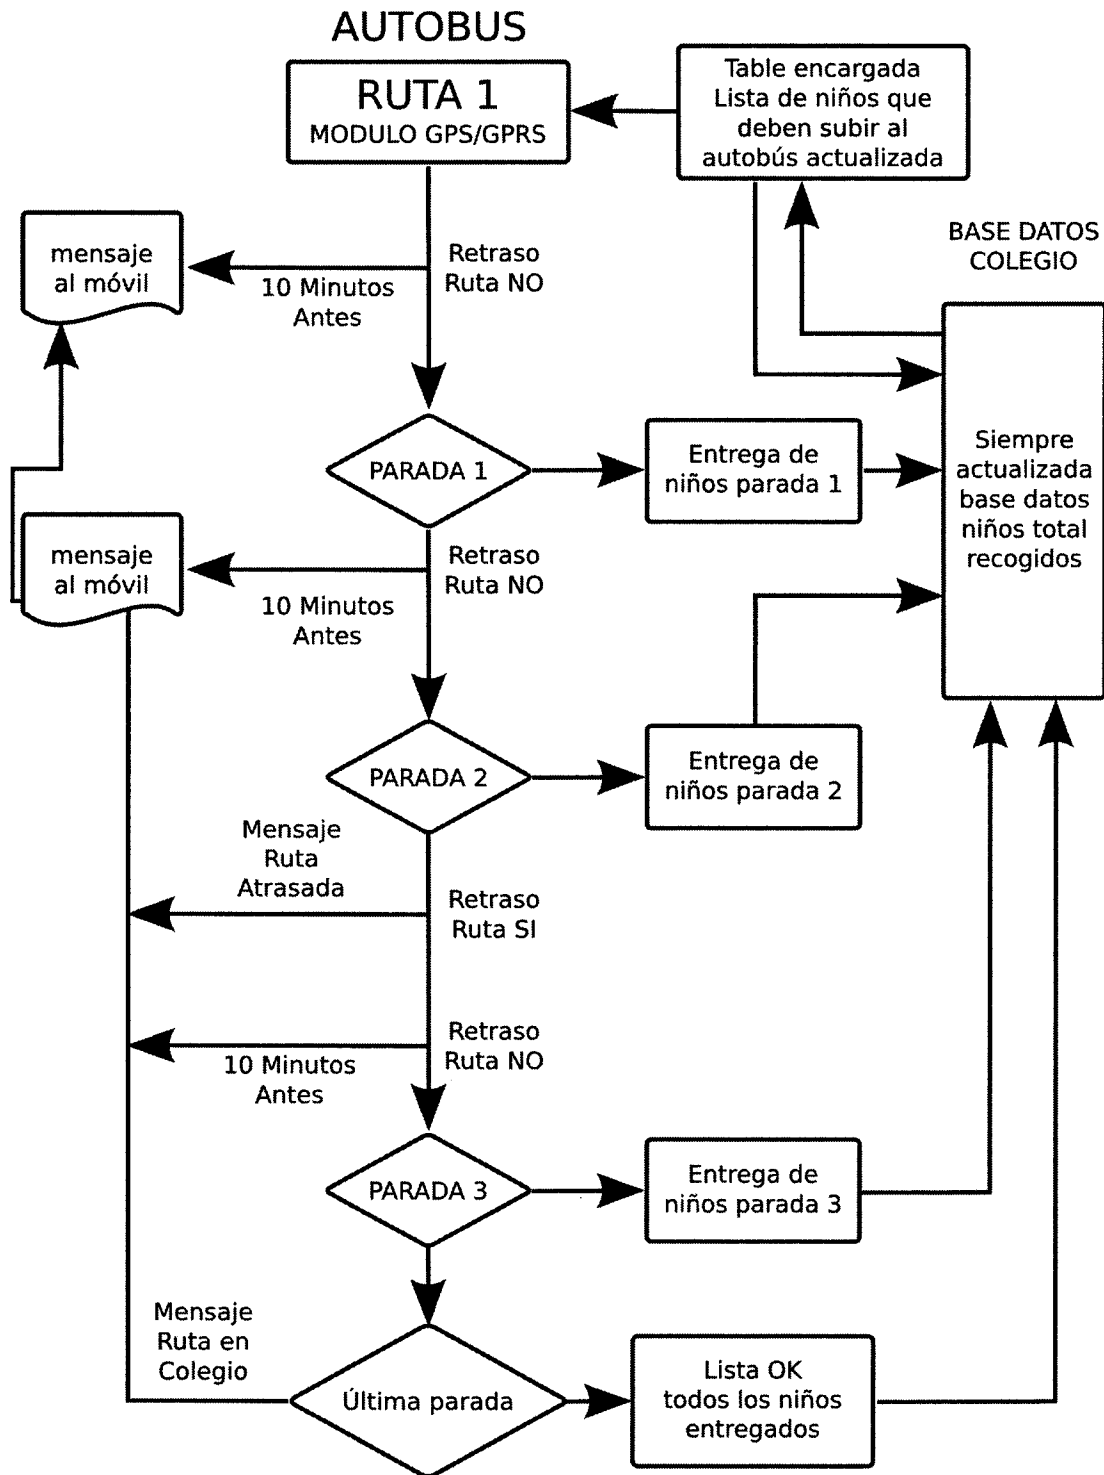 AUTOBUS
RUTA 1
MODULO GPS/GPRS
Table encargada
Lista de niños que
deben subir al
autobús actualizada
mensaje
al móvil
10 Minutos
Antes
Retraso
Ruta NO
BASE DATOS
COLEGIO
PARADA 1
Entrega de
niños parada 1
Siempre
actualizada
base datos
niños total
recogidos
mensaje
al móvil
10 Minutos
Antes
Retraso
Ruta NO
PARADA 2
Entrega de
niños parada 2
Mensaje
Ruta
Atrasada
Retraso
Ruta SI
10 Minutos
Antes
Retraso
Ruta NO
PARADA 3
Entrega de
niños parada 3
Mensaje
Ruta en
Colegio
Última parada
Lista OK
todos los niños
entregados